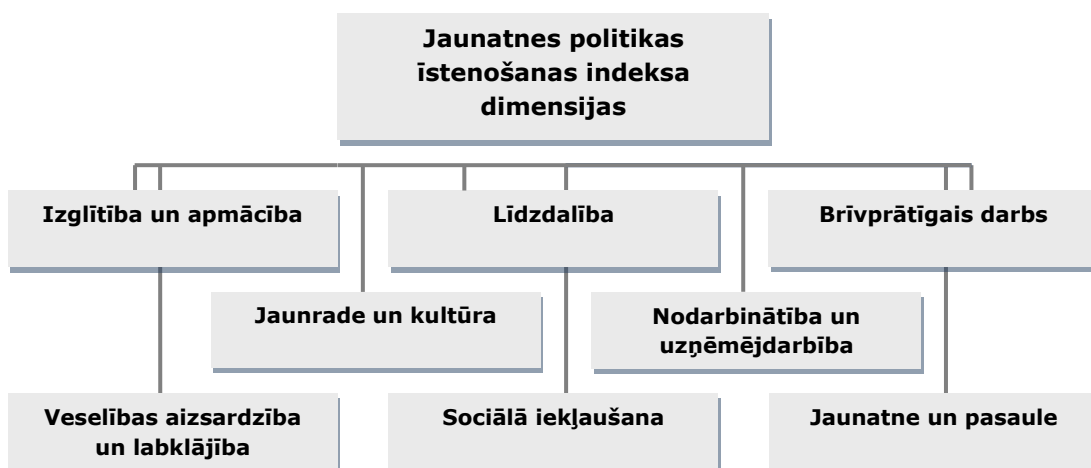 Jaunatnes politikas
īstenošanas indeksa
dimensijas
Izglītība un apmācība
Līdzdalība
Brīvprātīgais darbs
Jaunrade un kultūra
Nodarbinātība un
uzņēmējdarbība
Veselības aizsardzība
un labklājība
Sociālā iekļaušana
Jaunatne un pasaule